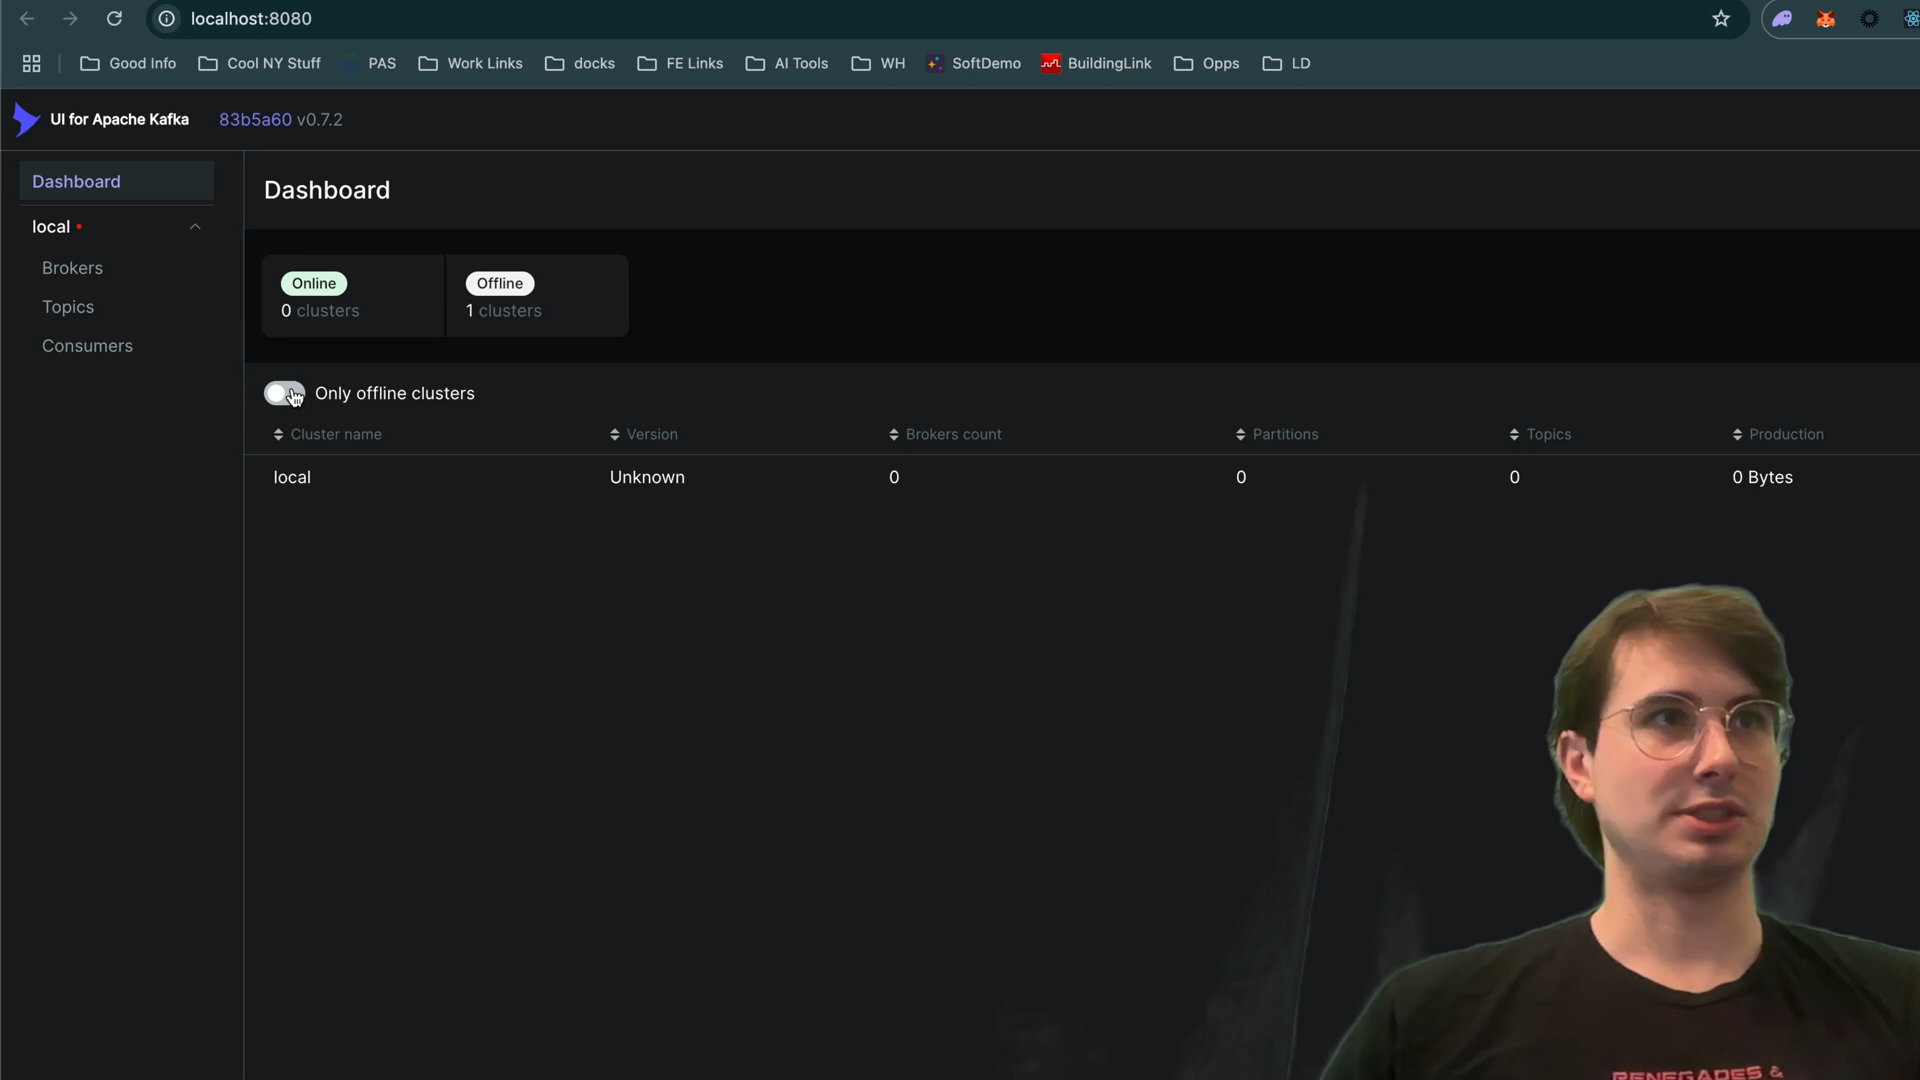 localhost:8080
Good Info Cool NY Stuff PAS Work Links docks FE Links AI Tools WH SoftDemo BuildingLink Opps LD
UI for Apache Kafka 83b5a60 v0.7.2
Dashboard
local
Brokers
Topics
Consumers
Dashboard
Online
0 clusters
Offline
1 clusters
Only offline clusters
Cluster name Version Brokers count Partitions Topics Production
local Unknown 0 0 0 0 Bytes
RENEGADES &